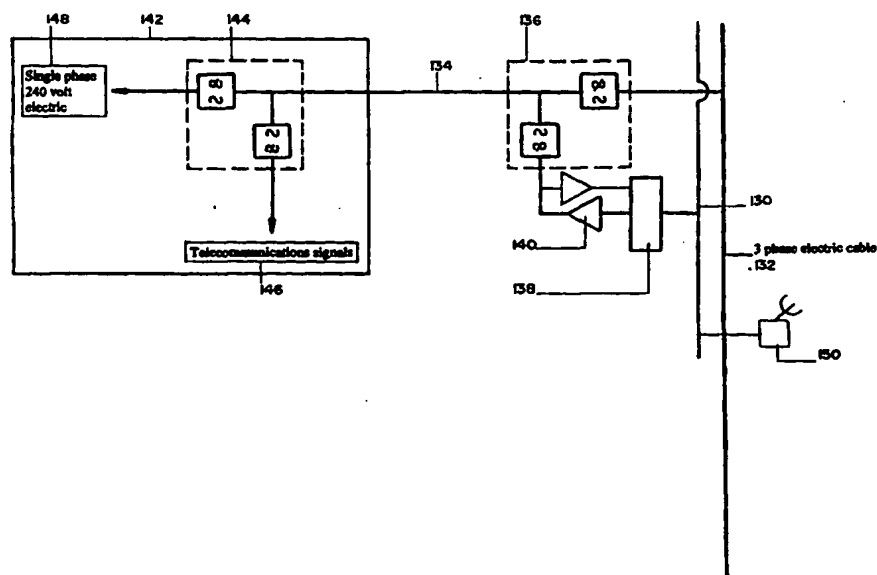 148
142
144
136
Single phase
240 volt
electric
134
130
Telecommunications signals
140
3 phase electric cable
.132
146
138
150